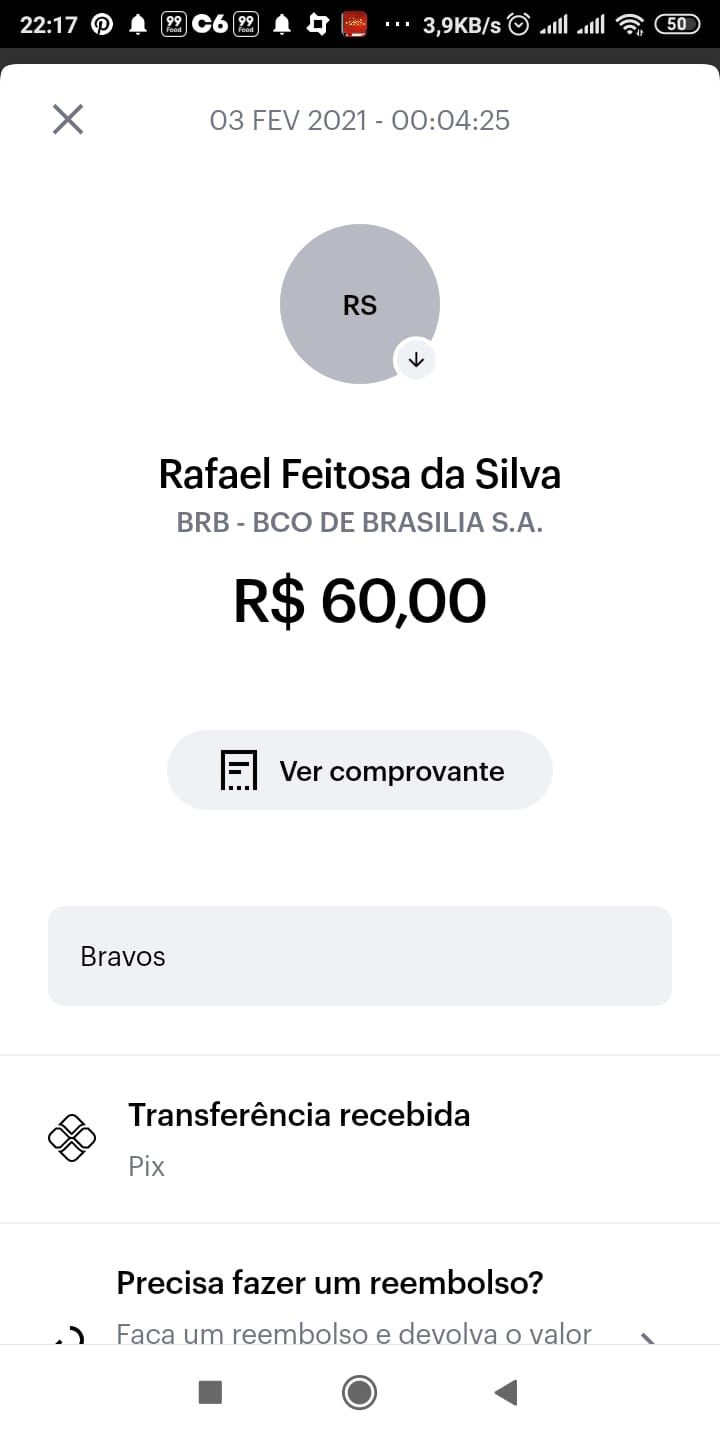 22:17 99 Food C6 99 Food ... 3,9KB/s 50
03 FEV 2021 - 00:04:25
RS
Rafael Feitosa da Silva
BRB - BCO DE BRASILIA S.A.
R$ 60,00
Ver comprovante
Bravos
Transferência recebida
Pix
Precisa fazer um reembolso?
Faça um reembolso e devolva o valor